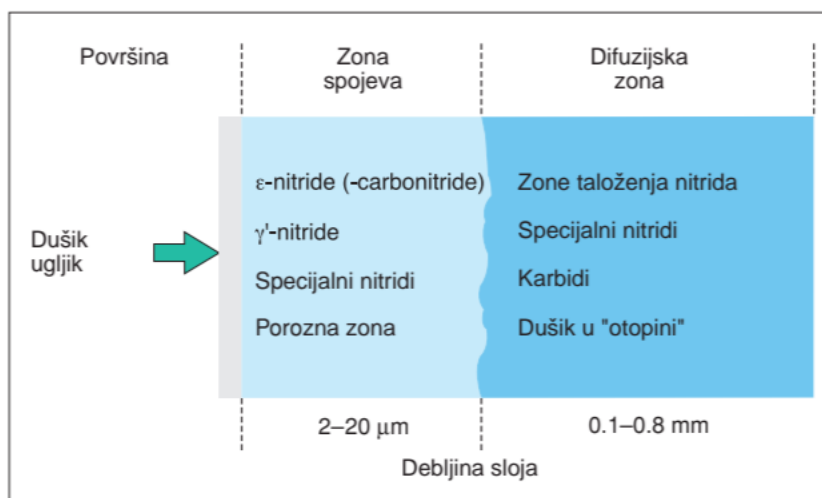 Površina
Zona
spojeva
Difuzijska
zona
Dušik
ugljik
ε-nitride (-carbonitride)
γ'-nitride
Specijalni nitridi
Porozna zona
Zone taloženja nitrida
Specijalni nitridi
Karbidi
Dušik u "otopini"
2–20 μm
0.1–0.8 mm
Debljina sloja